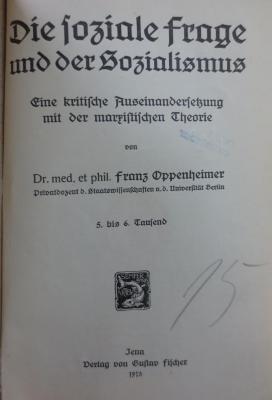 Die soziale Frage
und der Sozialismus
Eine kritische Auseinandersetzung
mit der marxistischen Theorie
von
Dr. med. et phil. Franz Oppenheimer
Privatdozent d. Staatswissenschaften a. d. Universität Berlin
5. bis 6. Tausend
15
Jena
Verlag von Gustav Fischer